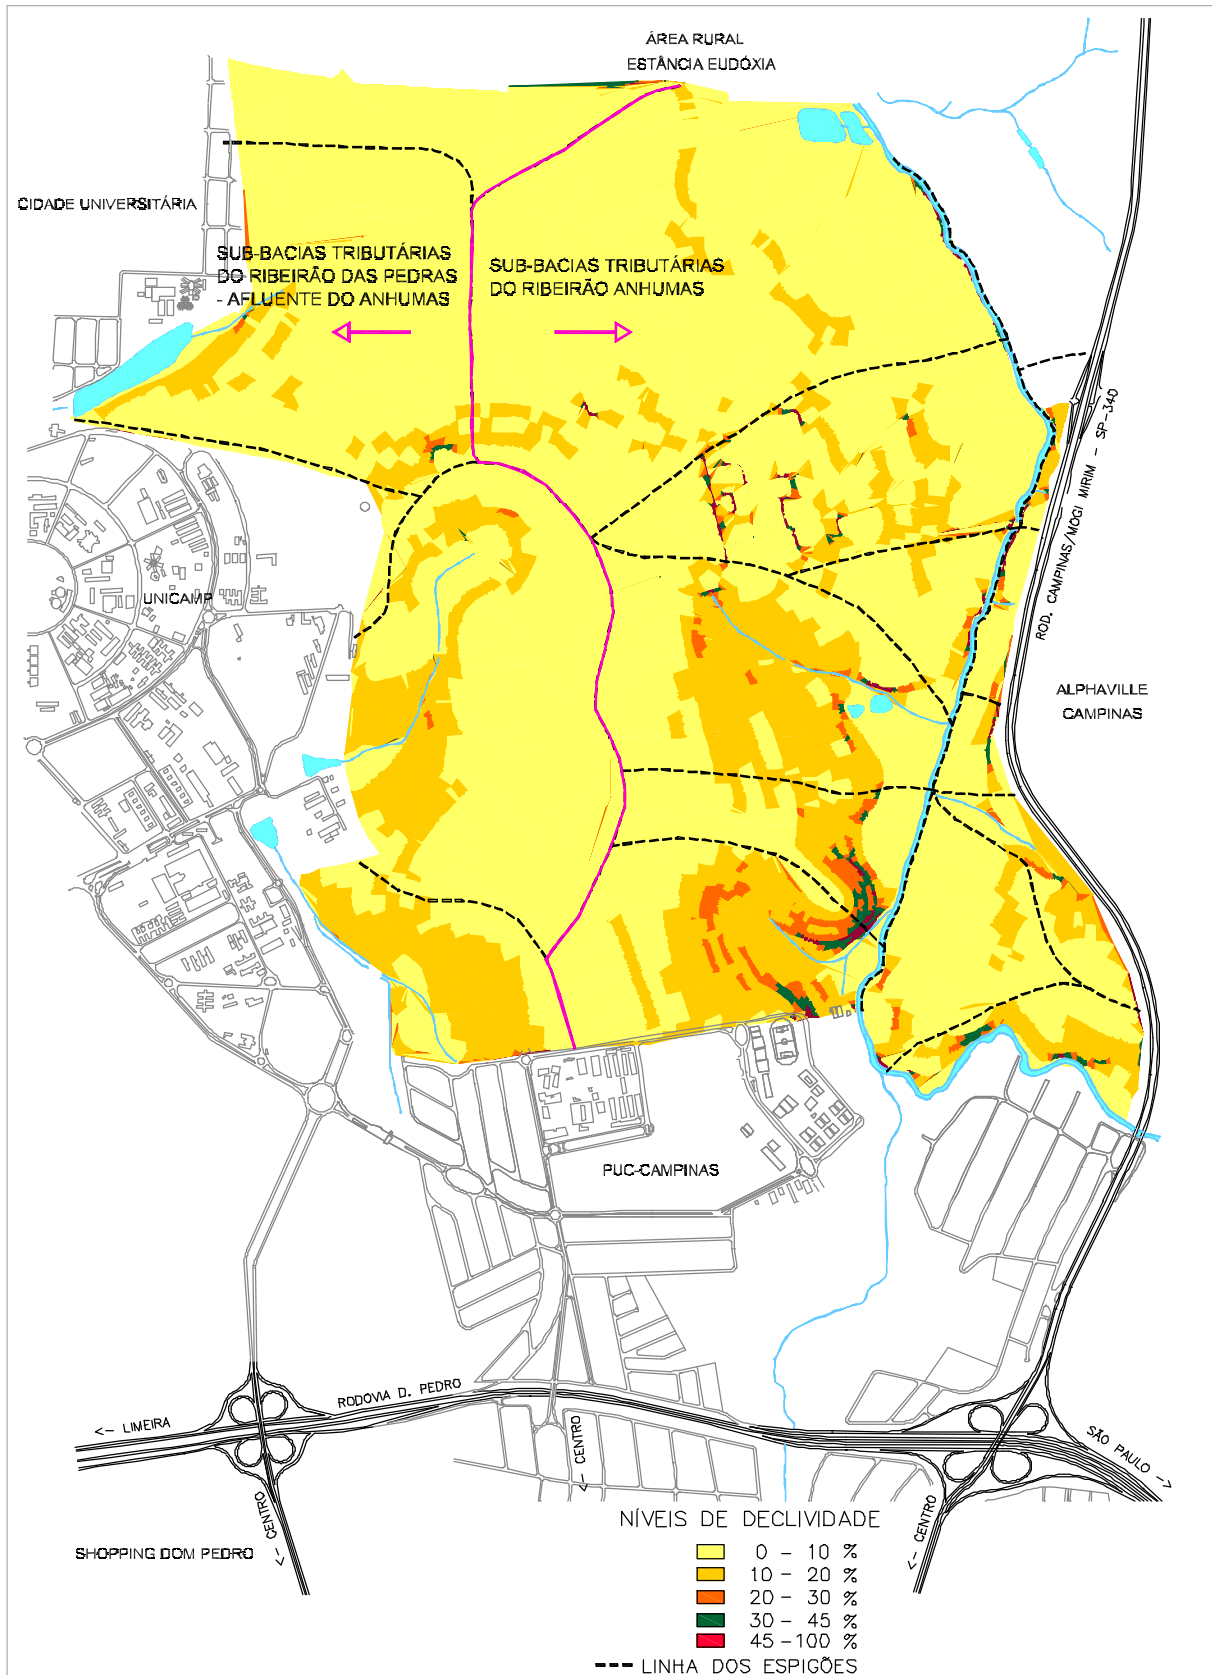 ÁREA RURAL
ESTÂNCIA EUDÓXIA
CIDADE UNIVERSITÁRIA
SUB-BACIAS TRIBUTÁRIAS
DO RIBEIRÃO DAS PEDRAS
- AFLUENTE DO ANHUMAS
SUB-BACIAS TRIBUTÁRIAS
DO RIBEIRÃO ANHUMAS
ROD. CAMPINAS/MOGI MIRIM - SP-340
UNICAMP
ALPHAVILLE
CAMPINAS
PUC-CAMPINAS
RODOVIA D. PEDRO
<- LIMEIRA
<- CENTRO
SÃO PAULO ->
<- CENTRO
<- CENTRO
SHOPPING DOM PEDRO
NÍVEIS DE DECLIVIDADE
0 - 10 %
10 - 20 %
20 - 30 %
30 - 45 %
45 - 100 %
LINHA DOS ESPIGÕES